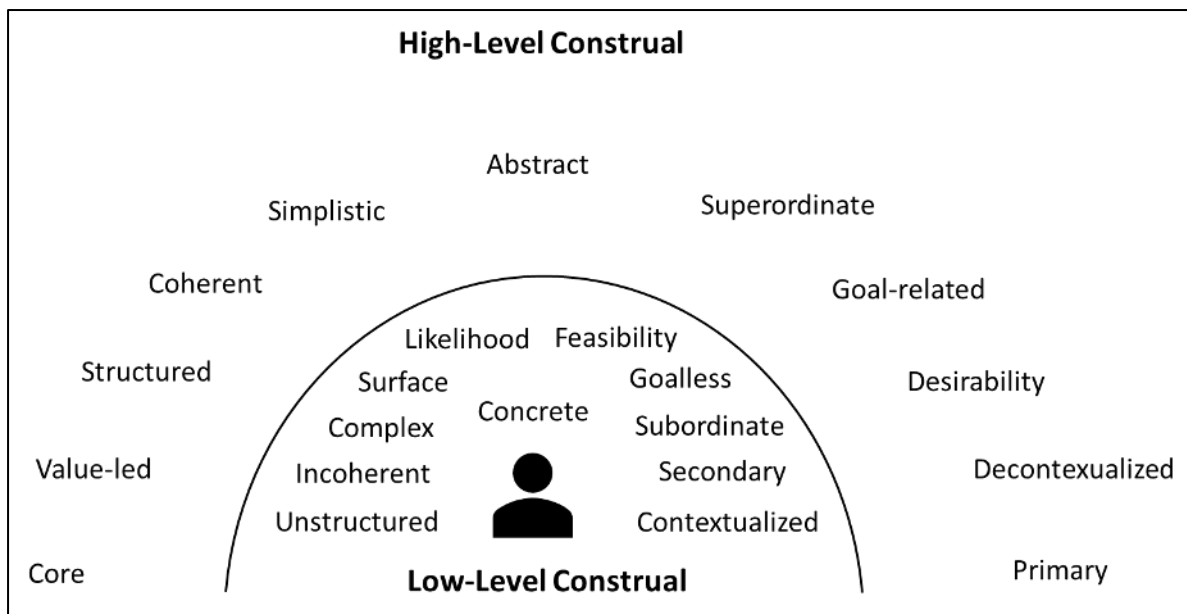 High-Level Construal
Abstract
Simplistic
Superordinate
Coherent
Goal-related
Likelihood
Feasibility
Structured
Surface
Goalless
Desirability
Concrete
Complex
Subordinate
Value-led
Incoherent
Secondary
Decontexualized
Unstructured
Contextualized
Core
Low-Level Construal
Primary